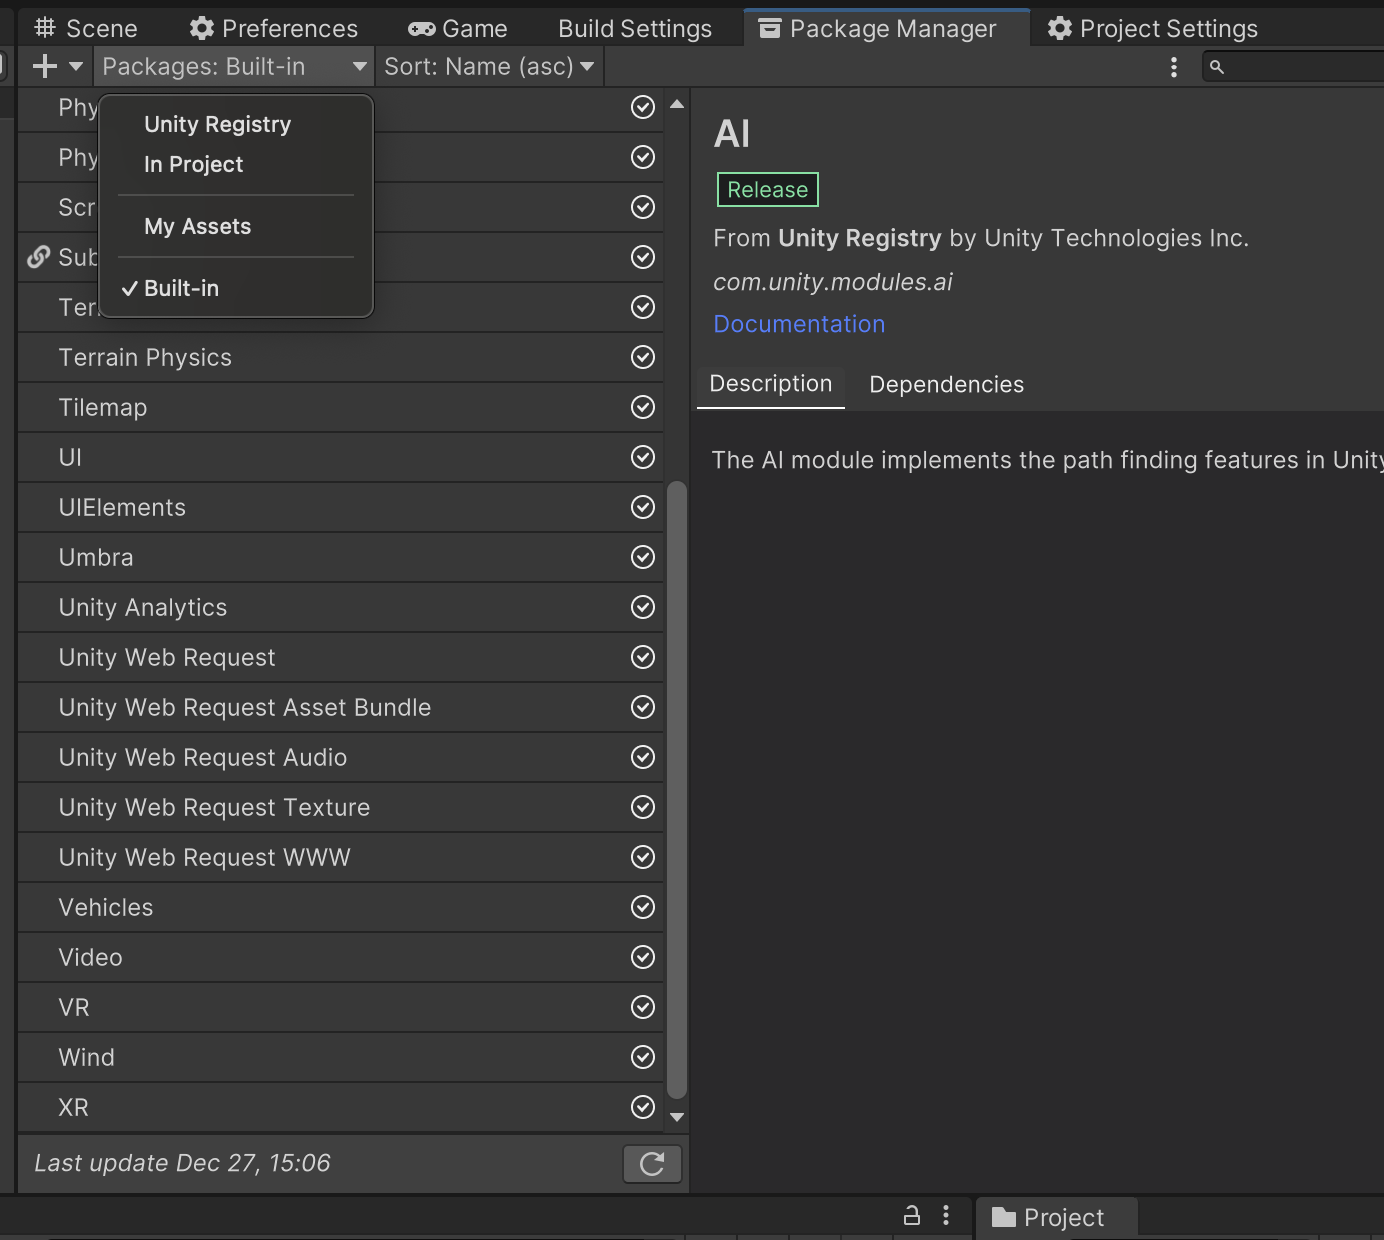 Scene Preferences Game Build Settings Package Manager Project Settings
Packages: Built-in Sort: Name (asc)
Unity Registry
In Project
My Assets
Built-in
Phy
Phy
Scr
Sub
Ter
Terrain Physics
Tilemap
UI
UIElements
Umbra
Unity Analytics
Unity Web Request
Unity Web Request Asset Bundle
Unity Web Request Audio
Unity Web Request Texture
Unity Web Request WWW
Vehicles
Video
VR
Wind
XR
Last update Dec 27, 15:06
AI
Release
From Unity Registry by Unity Technologies Inc.
com.unity.modules.ai
Documentation
Description Dependencies
The AI module implements the path finding features in Unity
Project